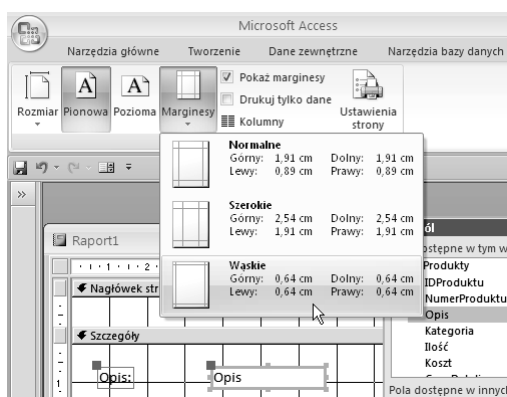 Microsoft Access
Narzędzia główne Tworzenie Dane zewnętrzne Narzędzia bazy danych
Rozmiar Pionowa Pozioma Marginesy
Pokaż marginesy
Drukuj tylko dane
Kolumny
Ustawienia
strony
Normalne
Górny: 1,91 cm Dolny: 1,91 cm
Lewy: 0,89 cm Prawy: 0,89 cm
Szerokie
Górny: 2,54 cm Dolny: 2,54 cm
Lewy: 1,91 cm Prawy: 1,91 cm
Wąskie
Górny: 0,64 cm Dolny: 0,64 cm
Lewy: 0,64 cm Prawy: 0,64 cm
Raport1
1 2
Nagłówek str
Szczegóły
1
Opis: Opis
ól
ostępne w tym w
Produkty
IDProduktu
NumerProduktu
Opis
Kategoria
Ilość
Koszt
Pola dostępne w innych